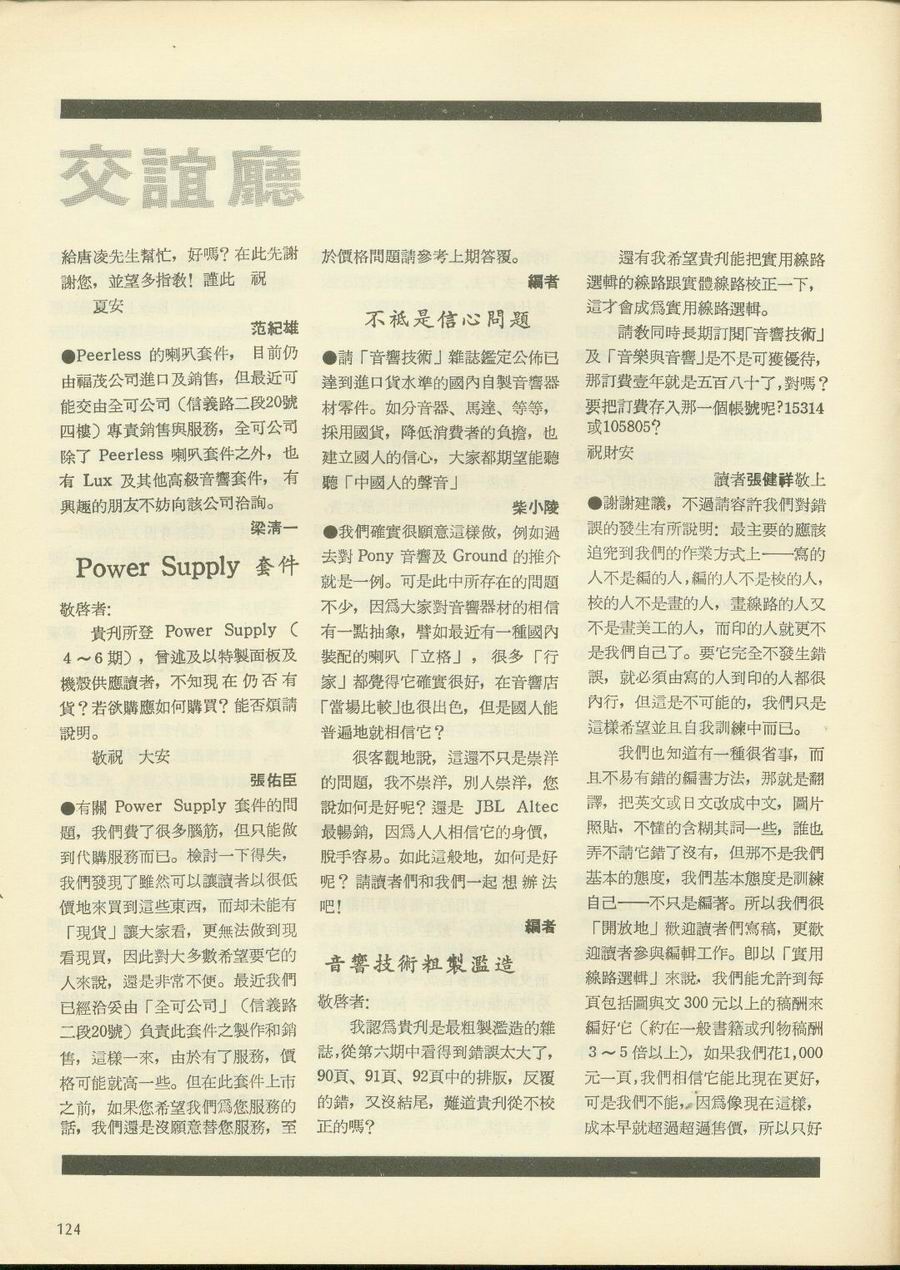 交誼廳
給唐凌先生幫忙，好嗎？在此先謝
謝您，並望多指教！謹此　祝
夏安
范紀雄
●Peerless 的喇叭套件， 目前仍
由福茂公司進口及銷售，但最近可
能交由全可公司（信義路二段20號
四樓）專責銷售與服務，全可公司
除了 Peerless 喇叭套件之外，也
有 Lux 及其他高級音響套件， 有
興趣的朋友不妨向該公司洽詢。
梁淸一
Power Supply 套件
敬啓者：
貴刊所登 Power Supply（
4～6期），曾述及以特製面板及
機殼供應讀者，不知現在仍否有
貨？若欲購應如何購買？能否煩請
説明。
敬祝　大安
張佑臣
●有關 Power Supply 套件的問
題，我們費了很多腦筋，但只能做
到代購服務而已。檢討一下得失，
我們發現了雖然可以讓讀者以很低
價地來買到這些東西，而却未能有
「現貨」讓大家看，更無法做到現
看現買，因此對大多數希望要它的
人來說，還是非常不便。最近我們
已經洽妥由「全可公司」（信義路
二段20號）負責此套件之製作和銷
售，這樣一來，由於有了服務，價
格可能就高一些。但在此套件上市
之前，如果您希望我們爲您服務的
話，我們還是沒願意替您服務，至
於價格問題請參考上期答覆。
編者
不祗是信心問題
●請「音響技術」雜誌鑑定公佈已
達到進口貨水準的國內自製音響器
材零件。如分音器、馬達、等等，
採用國貨，降低消費者的負擔，也
建立國人的信心，大家都期望能聽
聽「中國人的聲音」
柴小陵
●我們確實很願意這樣做，例如過
去對 Pony 音響及 Ground 的推介
就是一例。可是此中所存在的問題
不少，因爲大家對音響器材的相信
有一點抽象，譬如最近有一種國內
裝配的喇叭「立格」，很多「行
家」都覺得它確實很好，在音響店
「當場比較」也很出色，但是國人能
普遍地就相信它？
很客觀地說，這還不只是崇洋
的問題，我不崇洋，別人崇洋，您
說如何是好呢？還是 JBL Altec
最暢銷，因爲人人相信它的身價，
脫手容易。如此這般地，如何是好
呢？請讀者們和我們一起想辦法
吧！
編者
音響技術粗製濫造
敬啓者：
我認爲貴刊是最粗製濫造的雜
誌，從第六期中看得到錯誤太大了，
90頁、91頁、92頁中的排版，反覆
的錯，又沒結尾，難道貴刊從不校
正的嗎？
還有我希望貴刊能把實用線路
選輯的線路跟實體線路校正一下，
這才會成爲實用線路選輯。
請教同時長期訂閱「音響技術」
及「音樂與音響」是不是可獲優待，
那訂費壹年就是五百八十了，對嗎？
要把訂費存入那一個帳號呢？15314
或105805？
祝財安
讀者張健祥敬上
●謝謝建議，不過請容許我們對錯
誤的發生有所說明：最主要的應該
追究到我們的作業方式上——寫的
人不是編的人，編的人不是校的人，
校的人不是畫的人，畫線路的人又
不是畫美工的人，而印的人就更不
是我們自己了。要它完全不發生錯
誤，就必須由寫的人到印的人都很
內行，但這是不可能的，我們只是
這樣希望並且自我訓練中而已。
我們也知道有一種很省事，而
且不易有錯的編書方法，那就是翻
譯，把英文或日文改成中文，圖片
照貼，不懂的含糊其詞一些，誰也
弄不請它錯了沒有，但那不是我們
基本的態度，我們基本態度是訓練
自己——不只是編著。所以我們很
「開放地」歡迎讀者們寫稿，更歡
迎讀者參與編輯工作。卽以「實用
線路選輯」來說，我們能允許到每
頁包括圖與文 300 元以上的稿酬來
編好它（約在一般書籍或刊物稿酬
3～5倍以上），如果我們花1,000
元一頁，我們相信它能比現在更好，
可是我們不能，因爲像現在這樣，
成本早就超過超過售價，所以只好
124